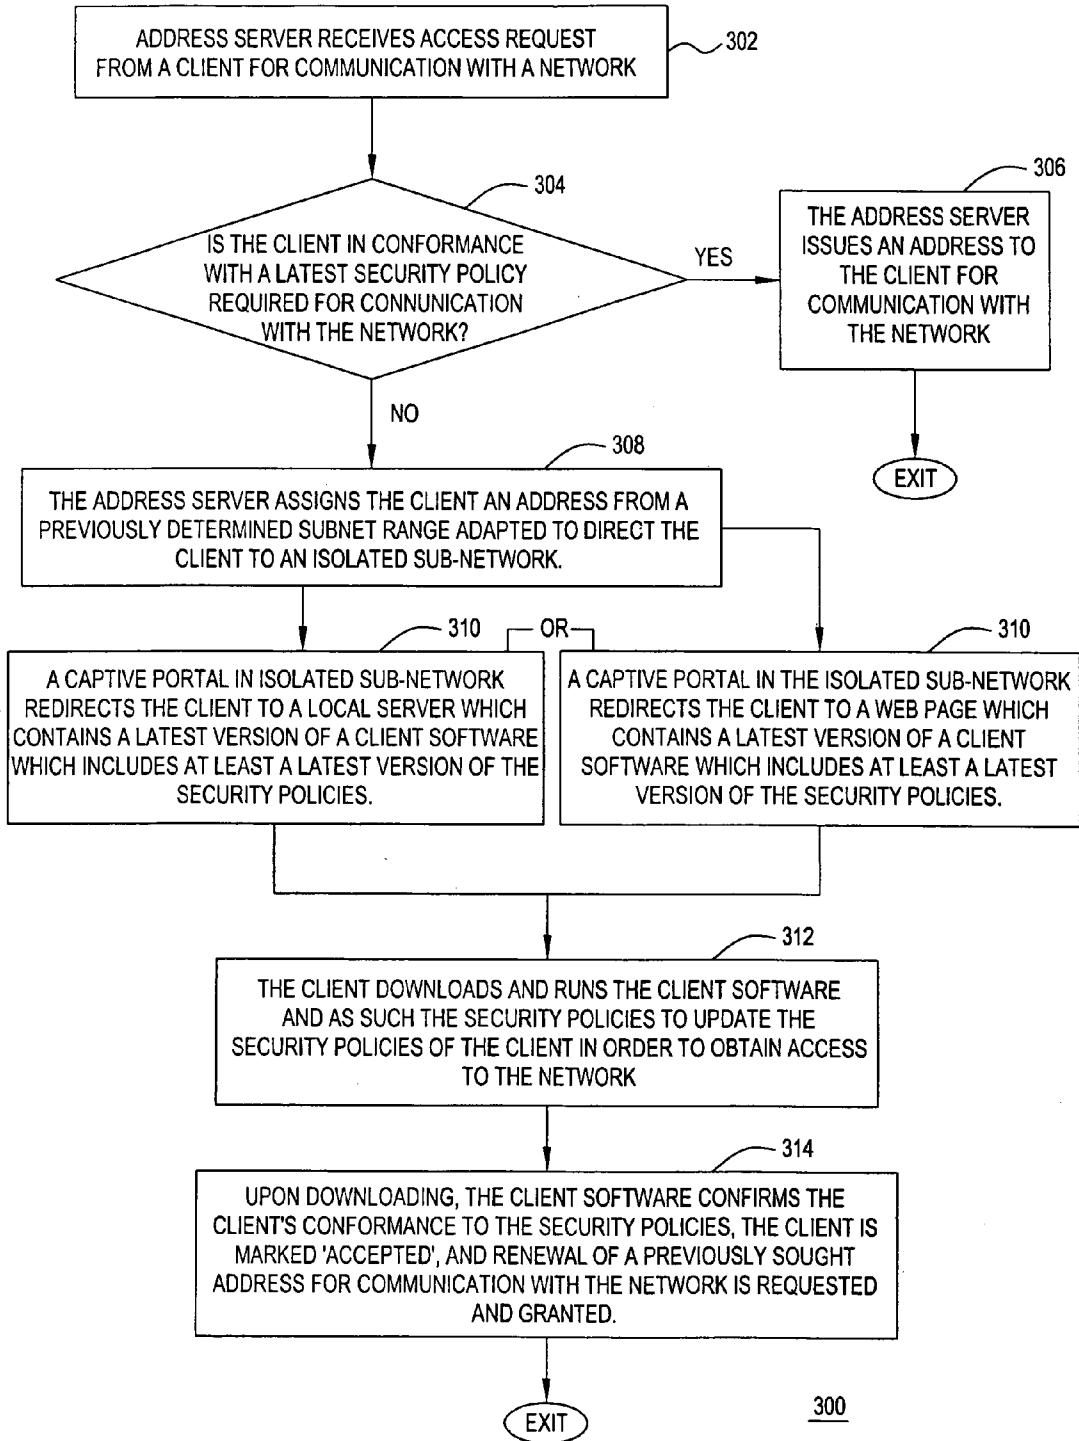 ADDRESS SERVER RECEIVES ACCESS REQUEST
FROM A CLIENT FOR COMMUNICATION WITH A NETWORK
302
304
IS THE CLIENT IN CONFORMANCE
WITH A LATEST SECURITY POLICY
REQUIRED FOR CONNUNICATION
WITH THE NETWORK?
YES
306
THE ADDRESS SERVER
ISSUES AN ADDRESS TO
THE CLIENT FOR
COMMUNICATION WITH
THE NETWORK
EXIT
NO
308
THE ADDRESS SERVER ASSIGNS THE CLIENT AN ADDRESS FROM A
PREVIOUSLY DETERMINED SUBNET RANGE ADAPTED TO DIRECT THE
CLIENT TO AN ISOLATED SUB-NETWORK.
310
OR
310
A CAPTIVE PORTAL IN ISOLATED SUB-NETWORK
REDIRECTS THE CLIENT TO A LOCAL SERVER WHICH
CONTAINS A LATEST VERSION OF A CLIENT SOFTWARE
WHICH INCLUDES AT LEAST A LATEST VERSION OF THE
SECURITY POLICIES.
A CAPTIVE PORTAL IN THE ISOLATED SUB-NETWORK
REDIRECTS THE CLIENT TO A WEB PAGE WHICH
CONTAINS A LATEST VERSION OF A CLIENT
SOFTWARE WHICH INCLUDES AT LEAST A LATEST
VERSION OF THE SECURITY POLICIES.
312
THE CLIENT DOWNLOADS AND RUNS THE CLIENT SOFTWARE
AND AS SUCH THE SECURITY POLICIES TO UPDATE THE
SECURITY POLICIES OF THE CLIENT IN ORDER TO OBTAIN ACCESS
TO THE NETWORK
314
UPON DOWNLOADING, THE CLIENT SOFTWARE CONFIRMS THE
CLIENT'S CONFORMANCE TO THE SECURITY POLICIES, THE CLIENT IS
MARKED 'ACCEPTED', AND RENEWAL OF A PREVIOUSLY SOUGHT
ADDRESS FOR COMMUNICATION WITH THE NETWORK IS REQUESTED
AND GRANTED.
EXIT
300